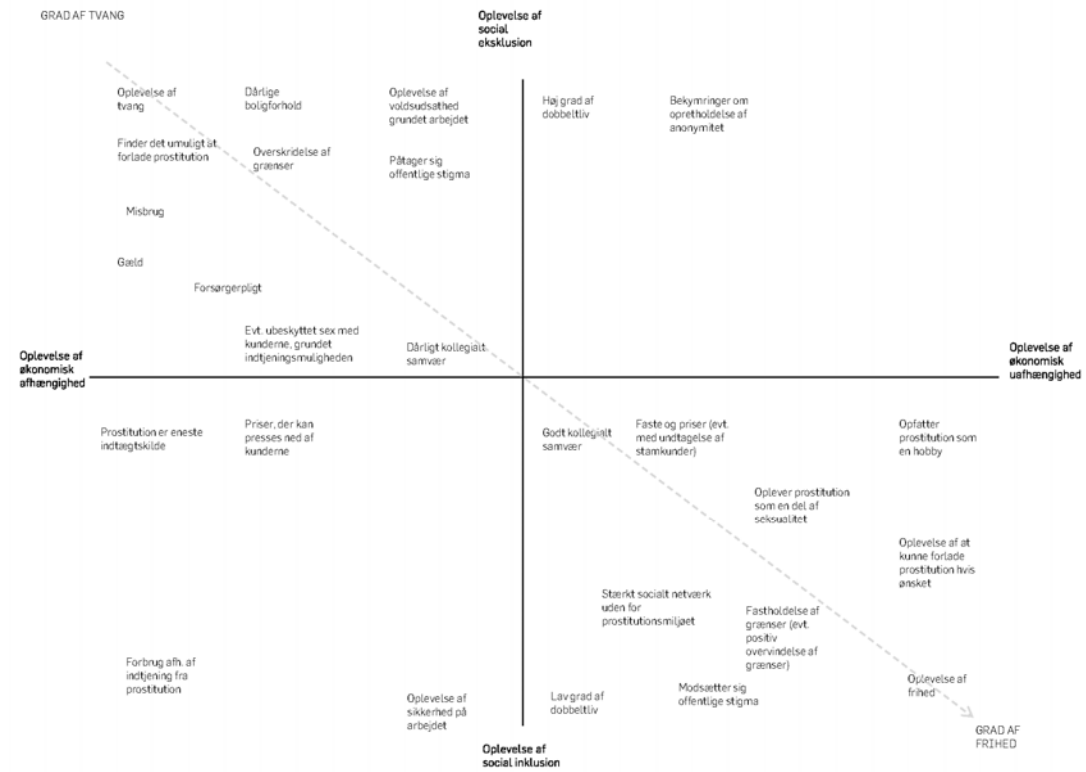 GRAD AF TVANG
Oplevelse af
social
eksklusion
Oplevelse af
tvang
Dårlige
boligforhold
Oplevelse af
voldsudsathed
grundet arbejdet
Høj grad af
dobbeltliv
Bekymringer om
opretholdelse af
anonymitet
Finder det umuligt at
forlade prostitution
Overskridelse af
grænser
Påtager sig
offentlige stigma
Misbrug
Gæld
Forsørgerpligt
Evt. ubeskyttet sex med
kunderne, grundet
indtjeningsmuligheden
Dårligt kollegialt
samvær
Oplevelse af
økonomisk
afhængighed
Oplevelse af
økonomisk
uafhængighed
Prostitution er eneste
indtægtskilde
Priser, der kan
presses ned af
kunderne
Godt kollegialt
samvær
Faste og priser (evt.
med undtagelse af
stamkunder)
Opfatter
prostitution som
en hobby
Oplever prostitution
som en del af
seksualitet
Oplevelse af at
kunne forlade
prostitution hvis
ønsket
Stærkt socialt netværk
uden for
prostitutionsmiljøet
Fastholdelse af
grænser (evt.
positiv
overvindelse af
grænser)
Forbrug afh. af
indtjening fra
prostitution
Oplevelse af
sikkerhed på
arbejdet
Lav grad af
dobbeltliv
Modsætter sig
offentlige stigma
Oplevelse af
frihed
GRAD AF
FRIHED
Oplevelse af
social inklusion